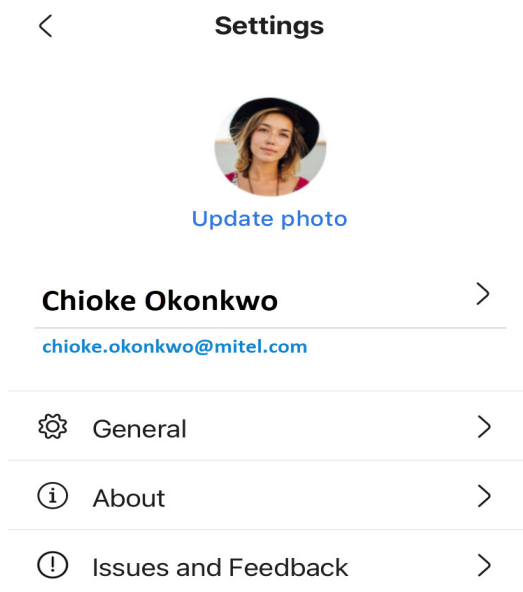 Settings
Update photo
Chioke Okonkwo
chioke.okonkwo@mitel.com
General
About
Issues and Feedback